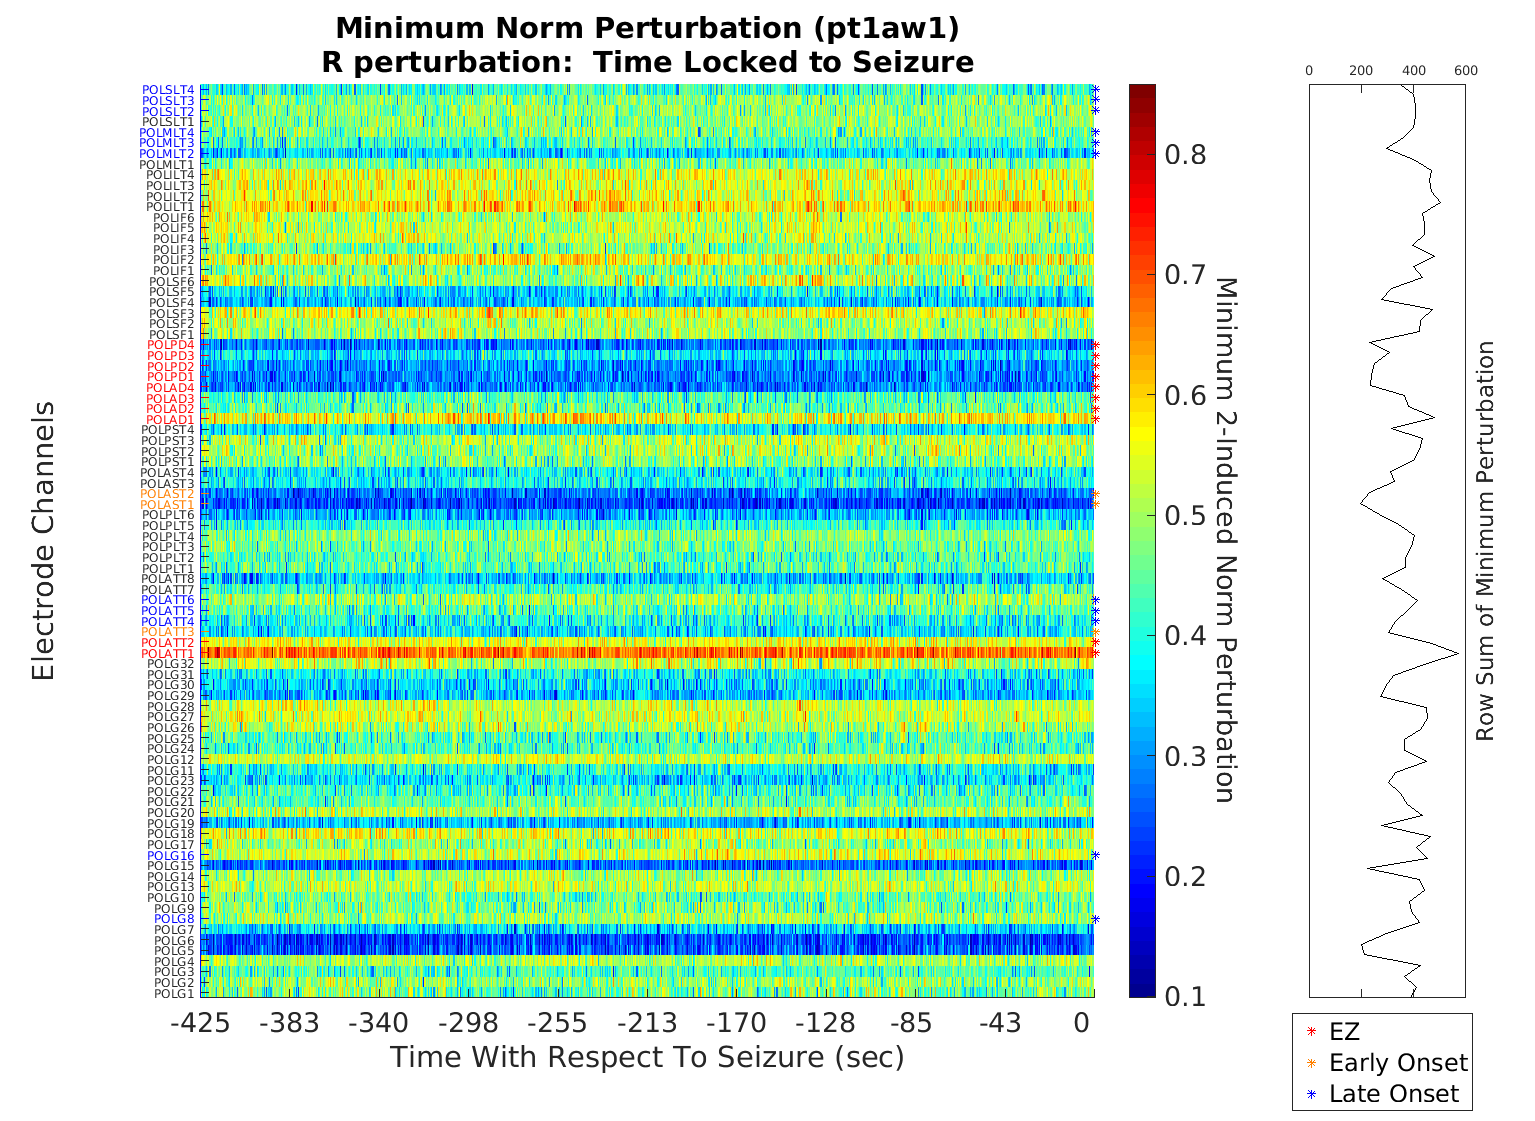 Minimum Norm Perturbation (pt1aw1)
R perturbation:  Time Locked to Seizure
0 200 400 600
POLSLT4
POLSLT3
POLSLT2
POLSLT1
POLMLT4
POLMLT3
POLMLT2
POLMLT1
POLILT4
POLILT3
POLILT2
POLILT1
POLIF6
POLIF5
POLIF4
POLIF3
POLIF2
POLIF1
POLSF6
POLSF5
POLSF4
POLSF3
POLSF2
POLSF1
POLPD4
POLPD3
POLPD2
POLPD1
POLAD4
POLAD3
POLAD2
POLAD1
POLPST4
POLPST3
POLPST2
POLPST1
POLAST4
POLAST3
POLAST2
POLAST1
POLPLT6
POLPLT5
POLPLT4
POLPLT3
POLPLT2
POLPLT1
POLATT8
POLATT7
POLATT6
POLATT5
POLATT4
POLATT3
POLATT2
POLATT1
POLG32
POLG31
POLG30
POLG29
POLG28
POLG27
POLG26
POLG25
POLG24
POLG12
POLG11
POLG23
POLG22
POLG21
POLG20
POLG19
POLG18
POLG17
POLG16
POLG15
POLG14
POLG13
POLG10
POLG9
POLG8
POLG7
POLG6
POLG5
POLG4
POLG3
POLG2
POLG1
Electrode Channels
-425 -383 -340 -298 -255 -213 -170 -128 -85 -43 0
Time With Respect To Seizure (sec)
0.8
0.7
0.6
0.5
0.4
0.3
0.2
0.1
Minimum 2-Induced Norm Perturbation
Row Sum of Minimum Perturbation
EZ
Early Onset
Late Onset